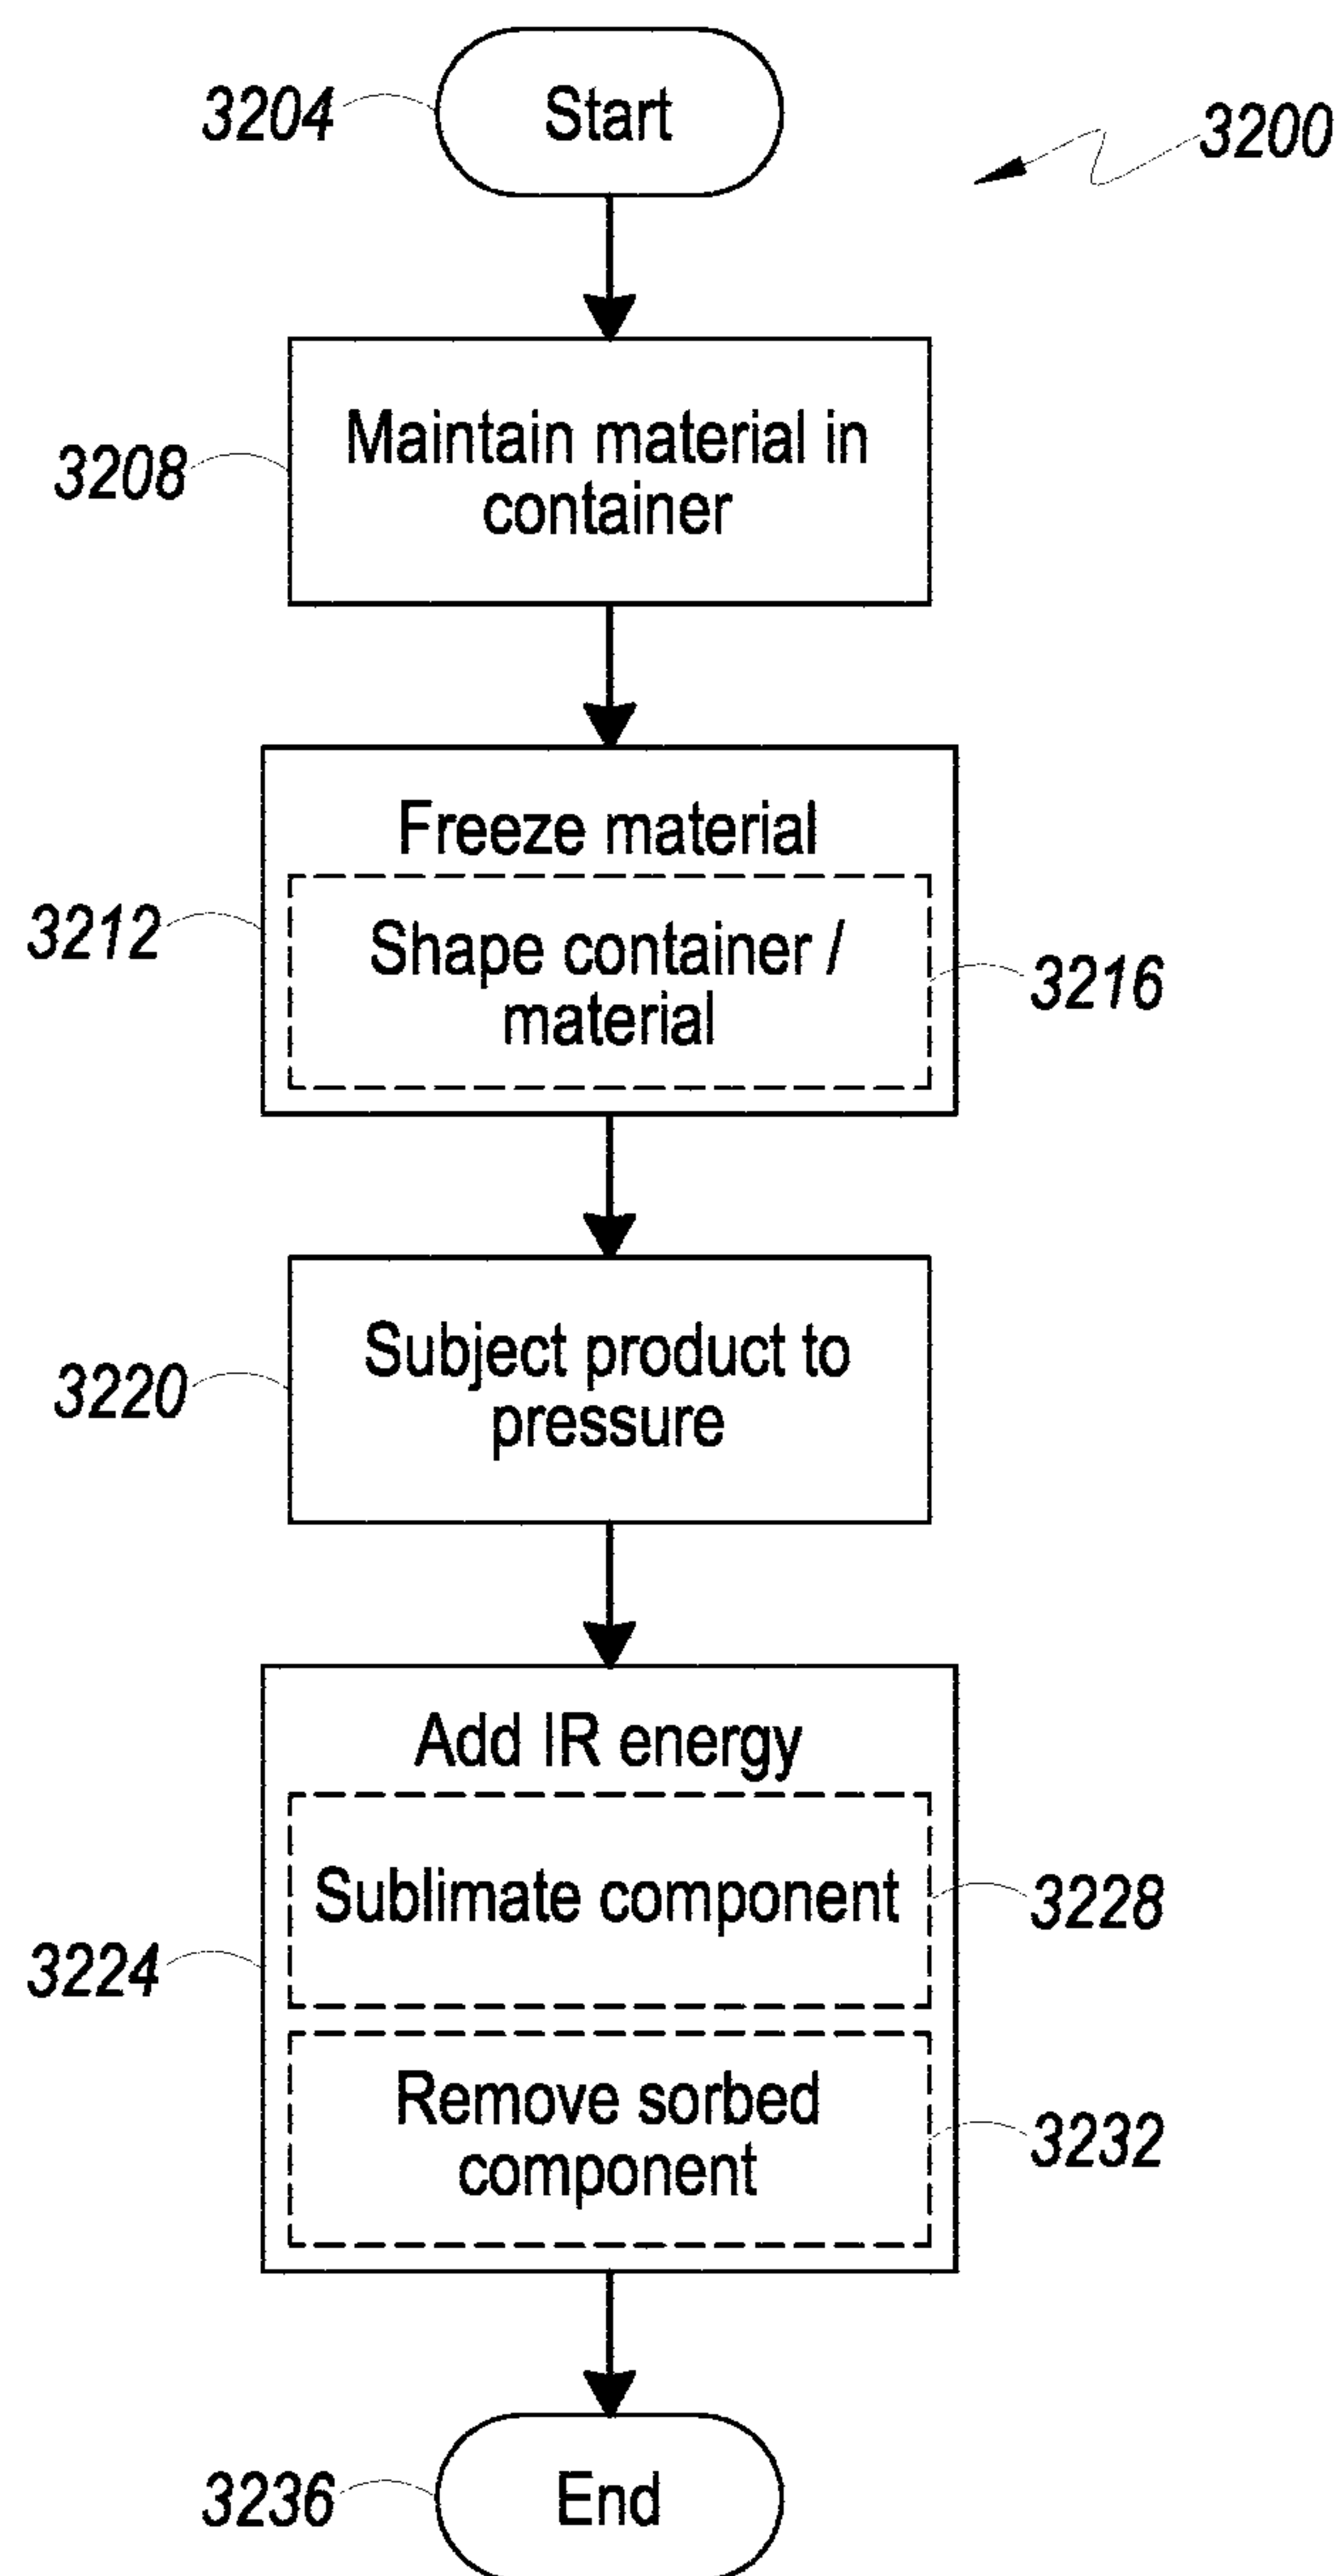 3204
Start
3200
3208
Maintain material in
container
Freeze material
3212
Shape container /
material
3216
3220
Subject product to
pressure
Add IR energy
3224
Sublimate component
3228
Remove sorbed
component
3232
3236
End